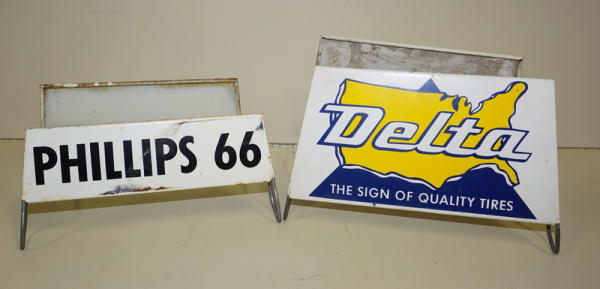 PHILLIPS 66
Delta
THE SIGN OF QUALITY TIRES